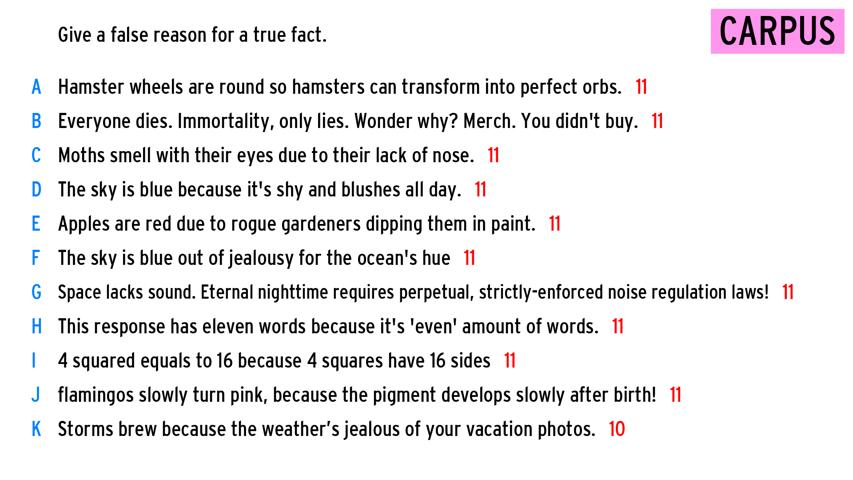 Give a false reason for a true fact.
CARPUS
A Hamster wheels are round so hamsters can transform into perfect orbs. 11
B Everyone dies. Immortality, only lies. Wonder why? Merch. You didn't buy. 11
C Moths smell with their eyes due to their lack of nose. 11
D The sky is blue because it's shy and blushes all day. 11
E Apples are red due to rogue gardeners dipping them in paint. 11
F The sky is blue out of jealousy for the ocean's hue 11
G Space lacks sound. Eternal nighttime requires perpetual, strictly-enforced noise regulation laws! 11
H This response has eleven words because it's 'even' amount of words. 11
I 4 squared equals to 16 because 4 squares have 16 sides 11
J flamingos slowly turn pink, because the pigment develops slowly after birth! 11
K Storms brew because the weather’s jealous of your vacation photos. 10